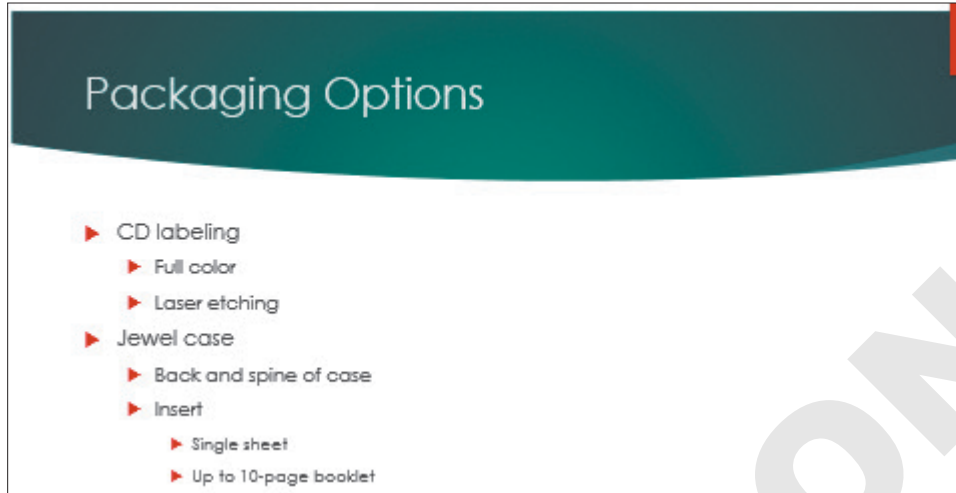 Packaging Options
CD labeling
Full color
Laser etching
Jewel case
Back and spine of case
Insert
Single sheet
Up to 10-page booklet
ON